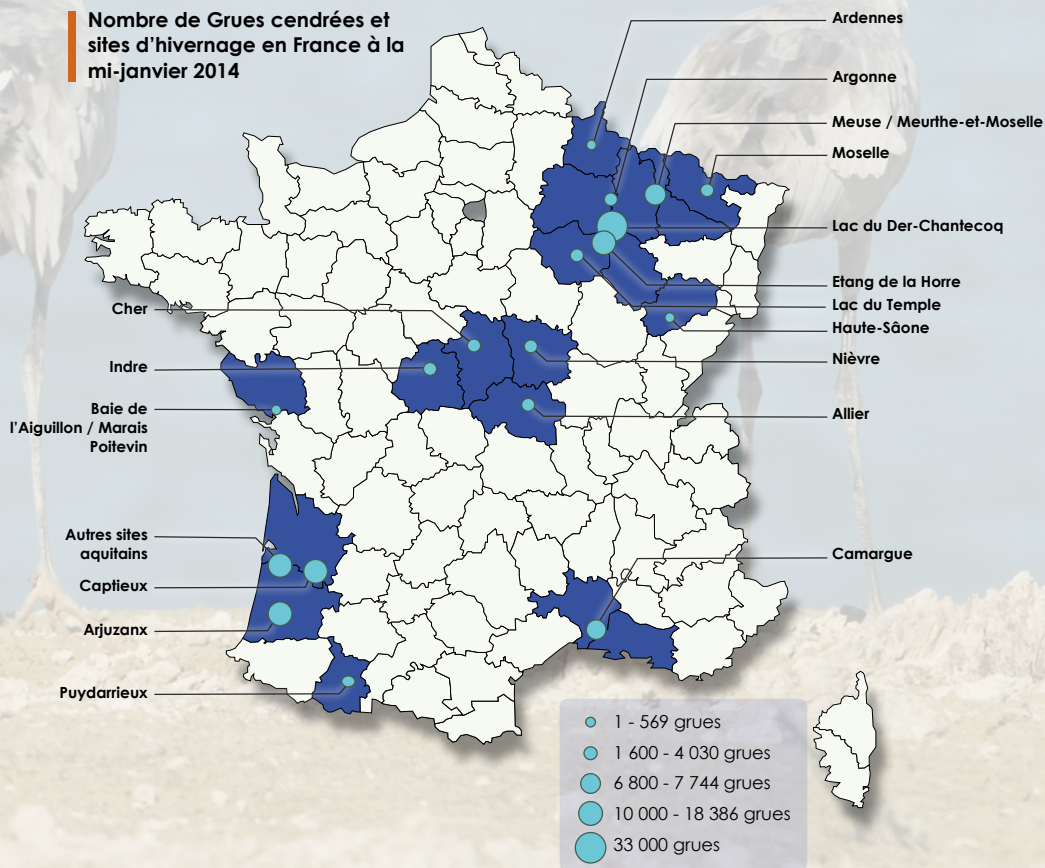 Nombre de Grues cendrées et
sites d'hivernage en France à la
mi-janvier 2014
Ardennes
Argonne
Meuse / Meurthe-et-Moselle
Moselle
Lac du Der-Chantecoq
Etang de la Horre
Lac du Temple
Haute-Sâone
Nièvre
Allier
Camargue
Cher
Indre
Baie de
l'Aiguillon / Marais
Poitevin
Autres sites
aquitains
Captieux
Arjuzanx
Puydarrieux
1 - 569 grues
1 600 - 4 030 grues
6 800 - 7 744 grues
10 000 - 18 386 grues
33 000 grues